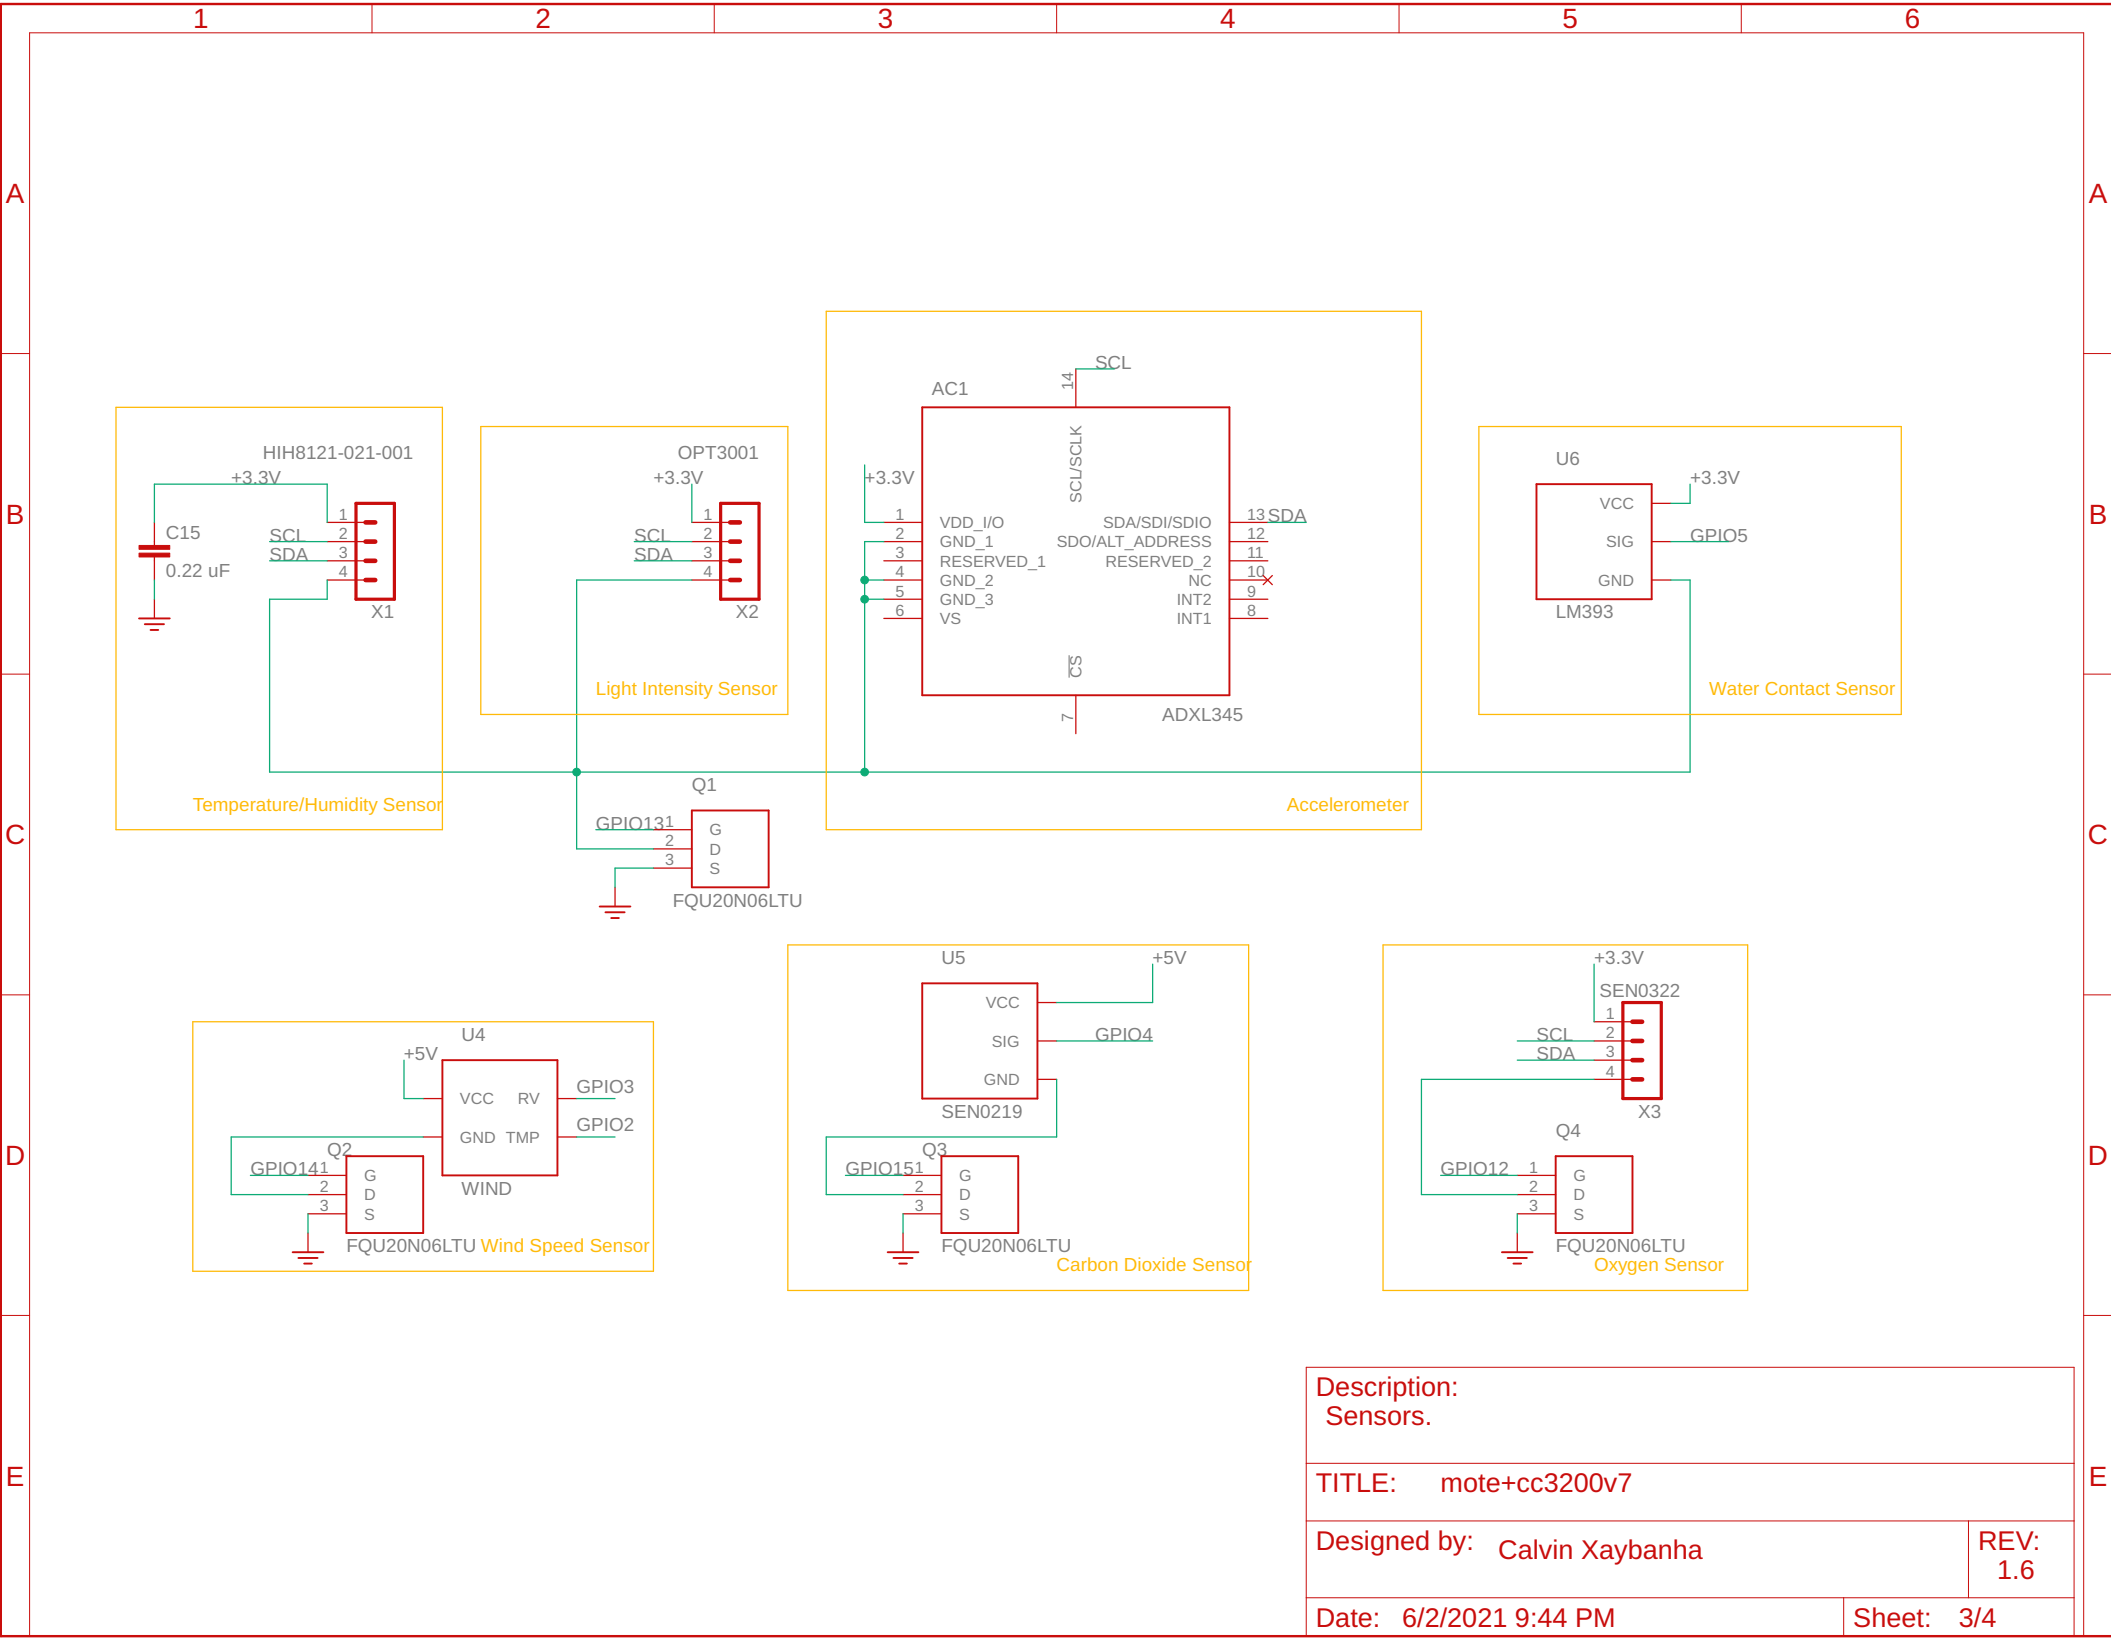 1 2 3 4 5 6
A A
B B
C C
D D
E E
HIH8121-021-001
+3.3V
C15
0.22 uF
SCL
SDA
1
2
3
4
X1
Temperature/Humidity Sensor
OPT3001
+3.3V
SCL
SDA
1
2
3
4
X2
Light Intensity Sensor
AC1
SCL
14
SCL/SCLK
+3.3V
1 VDD_I/O
2 GND_1
3 RESERVED_1
4 GND_2
5 GND_3
6 VS
SDA/SDI/SDIO 13 SDA
SDO/ALT_ADDRESS 12
RESERVED_2 11
NC 10
INT2 9
INT1 8
CS
7
ADXL345
Accelerometer
U6
+3.3V
VCC
SIG GPIO5
GND
LM393
Water Contact Sensor
Q1
GPIO13 1 G
2 D
3 S
FQU20N06LTU
U4
+5V
VCC RV GPIO3
GND TMP GPIO2
WIND
Q2
GPIO14 1 G
2 D
3 S
FQU20N06LTU
Wind Speed Sensor
U5
+5V
VCC
SIG GPIO4
GND
SEN0219
Q3
GPIO15 1 G
2 D
3 S
FQU20N06LTU
Carbon Dioxide Sensor
+3.3V
SEN0322
1
SCL 2
SDA 3
4
X3
Q4
GPIO12 1 G
2 D
3 S
FQU20N06LTU
Oxygen Sensor
Description:
Sensors.
TITLE: mote+cc3200v7
Designed by: Calvin Xaybanha
REV:
1.6
Date: 6/2/2021 9:44 PM
Sheet: 3/4